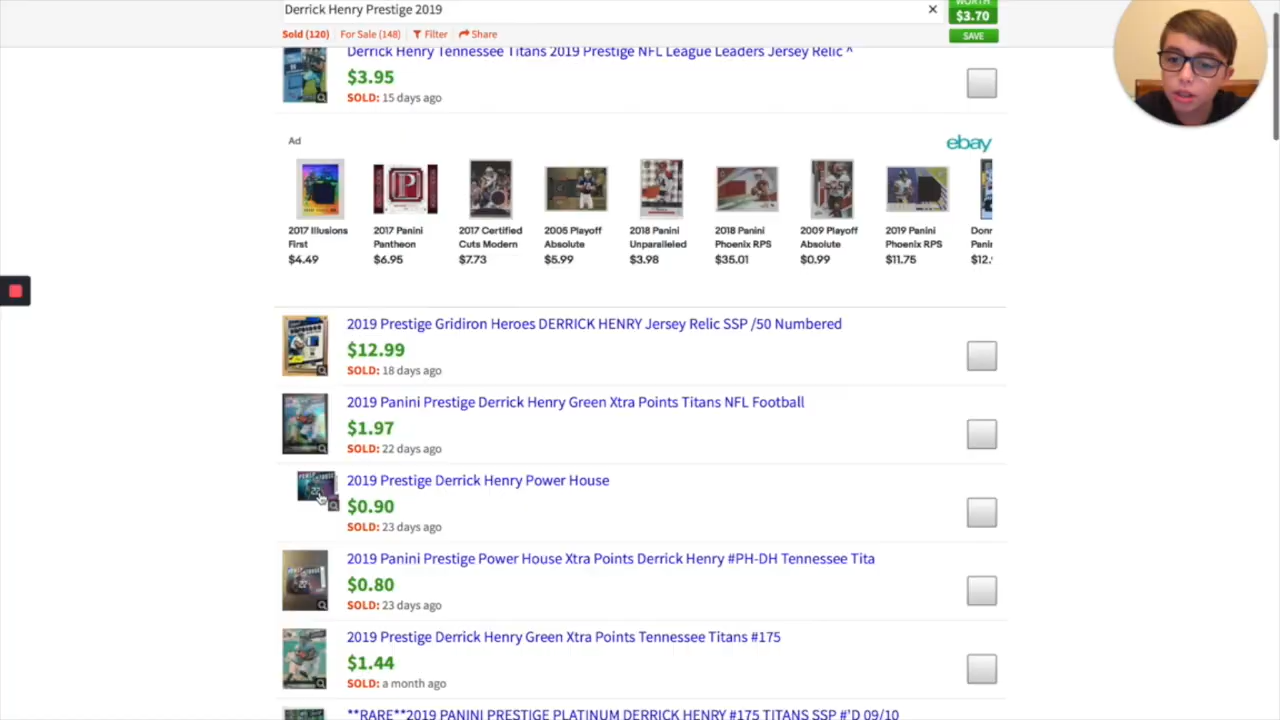 Derrick Henry Prestige 2019
WORTH
$3.70
Sold (120) For Sale (148) Filter Share
SAVE
Derrick Henry Tennessee Titans 2019 Prestige NFL League Leaders Jersey Relic ^
$3.95
SOLD: 15 days ago
Ad
ebay
2017 Illusions First
$4.49
2017 Panini Pantheon
$6.95
2017 Certified Cuts Modern
$7.73
2005 Playoff Absolute
$5.99
2018 Panini Unparalleled
$3.98
2018 Panini Phoenix RPS
$35.01
2009 Playoff Absolute
$0.99
2019 Panini Phoenix RPS
$11.75
2019 Prestige Gridiron Heroes DERRICK HENRY Jersey Relic SSP /50 Numbered
$12.99
SOLD: 18 days ago
2019 Panini Prestige Derrick Henry Green Xtra Points Titans NFL Football
$1.97
SOLD: 22 days ago
2019 Prestige Derrick Henry Power House
$0.90
SOLD: 23 days ago
2019 Panini Prestige Power House Xtra Points Derrick Henry #PH-DH Tennessee Tita
$0.80
SOLD: 23 days ago
2019 Prestige Derrick Henry Green Xtra Points Tennessee Titans #175
$1.44
SOLD: a month ago
**RARE**2019 PANINI PRESTIGE PLATINUM DERRICK HENRY #175 TITANS SSP #'D 09/10